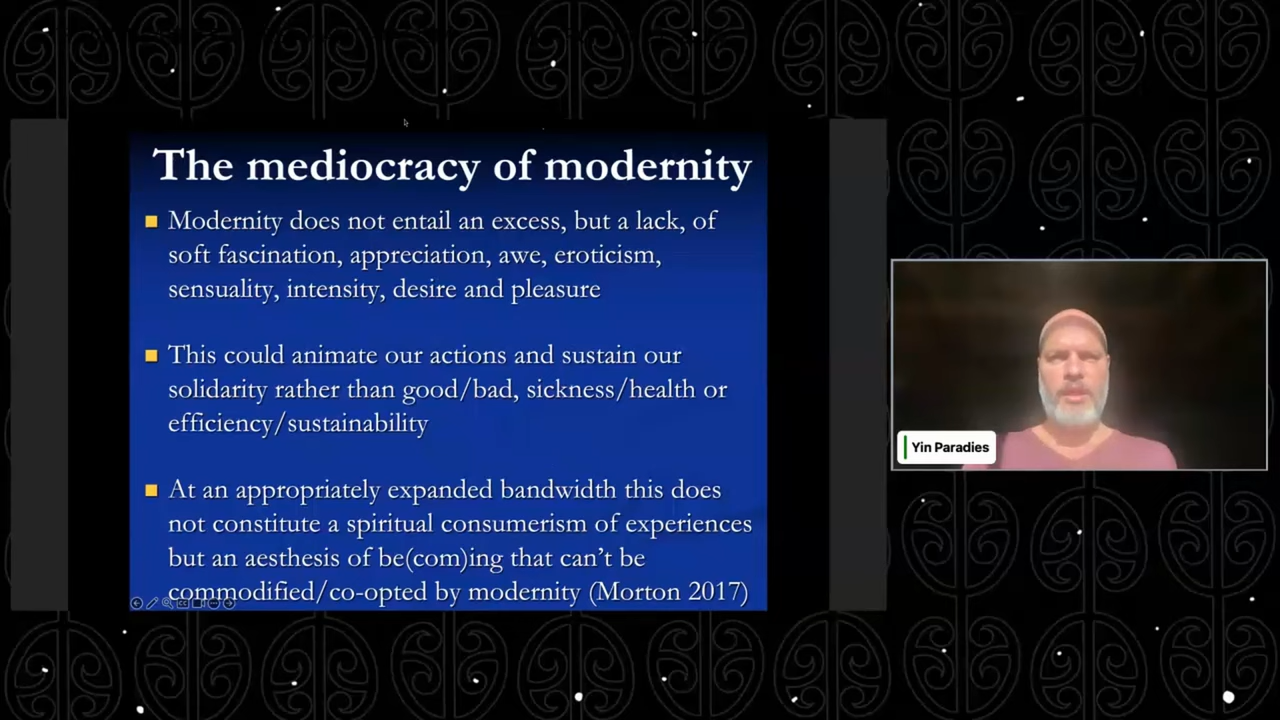 The mediocracy of modernity
Modernity does not entail an excess, but a lack, of
soft fascination, appreciation, awe, eroticism,
sensuality, intensity, desire and pleasure
This could animate our actions and sustain our
solidarity rather than good/bad, sickness/health or
efficiency/sustainability
At an appropriately expanded bandwidth this does
not constitute a spiritual consumerism of experiences
but an aesthesis of be(com)ing that can’t be
commodified/co-opted by modernity (Morton 2017)
Yin Paradies